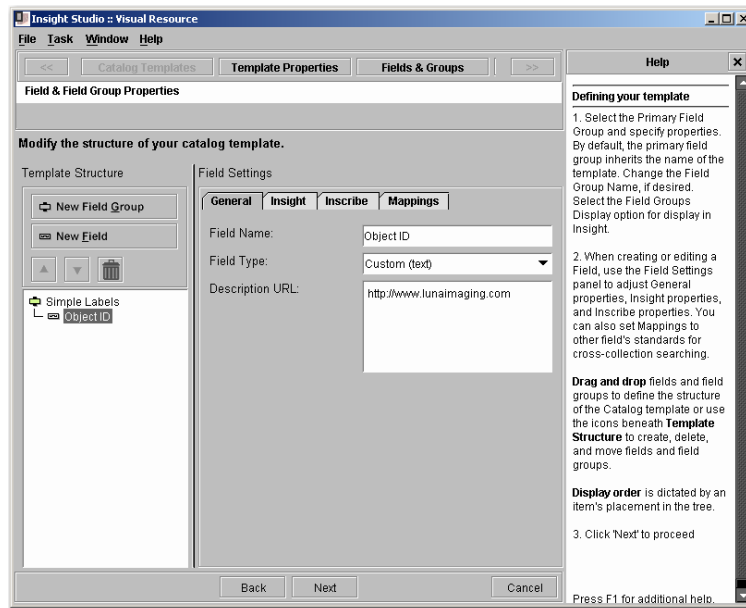 Insight Studio :: Visual Resource
File Task Window Help
<< Catalog Templates Template Properties Fields & Groups >>
Field & Field Group Properties
Modify the structure of your catalog template.
Template Structure
New Field Group
New Field
Simple Labels
Object ID
Field Settings
General Insight Inscribe Mappings
Field Name: Object ID
Field Type: Custom (text)
Description URL: http://www.lunaimaging.com
Back Next Cancel
Help
Defining your template
1. Select the Primary Field
Group and specify properties.
By default, the primary field
group inherits the name of the
template. Change the Field
Group Name, if desired.
Select the Field Groups
Display option for display in
Insight.
2. When creating or editing a
Field, use the Field Settings
panel to adjust General
properties, Insight properties,
and Inscribe properties. You
can also set Mappings to
other field's standards for
cross-collection searching.
Drag and drop fields and field
groups to define the structure
of the Catalog template or use
the icons beneath Template
Structure to create, delete,
and move fields and field
groups.
Display order is dictated by an
item's placement in the tree.
3. Click 'Next' to proceed
Press F1 for additional help.